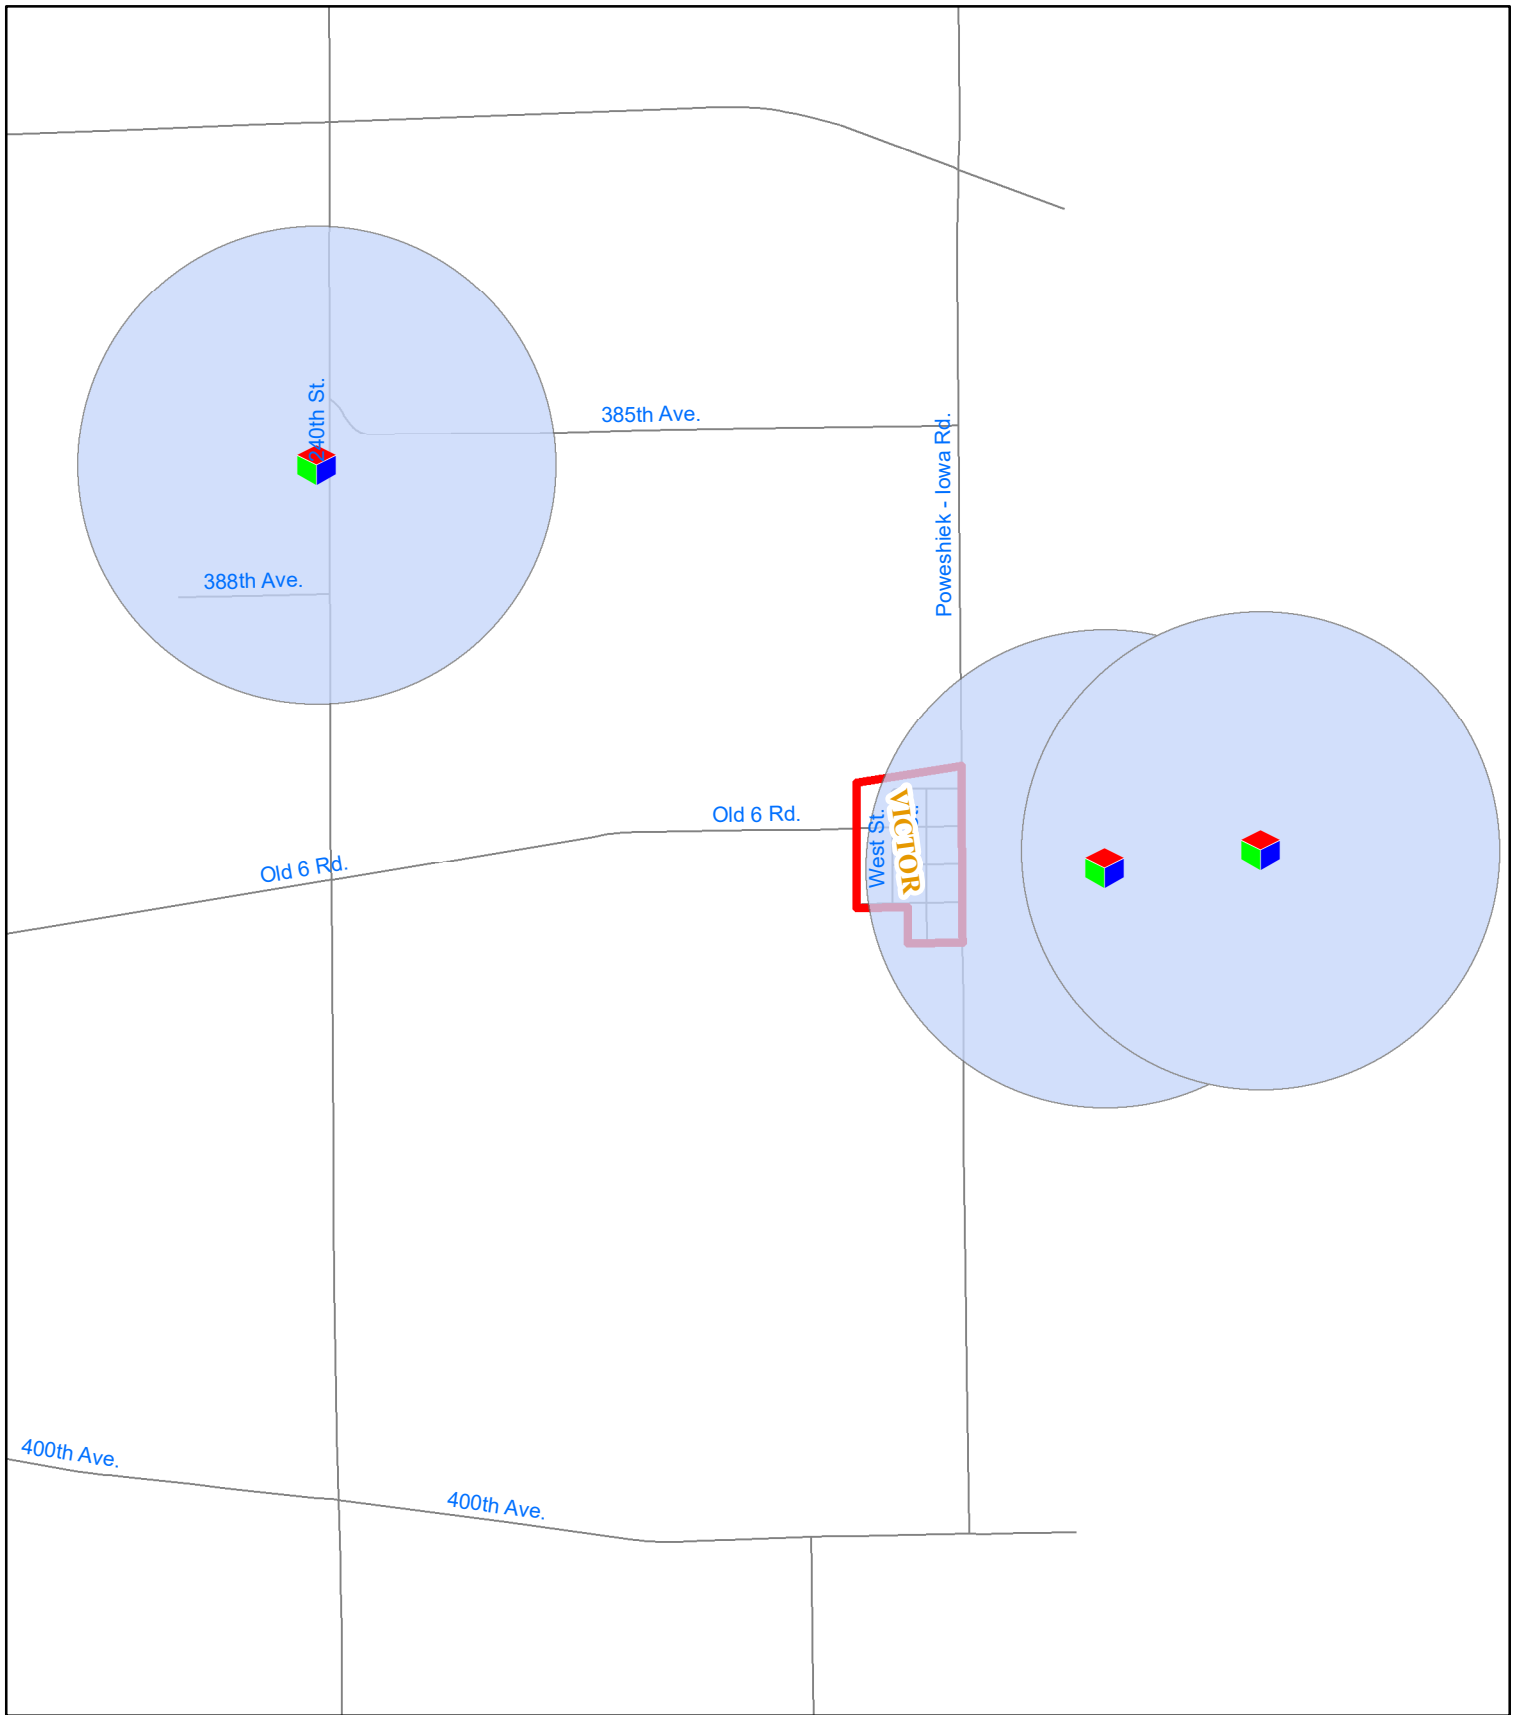 240th St.
385th Ave.
Poweshiek - Iowa Rd.
388th Ave.
Old 6 Rd.
West St.
VICTOR
Old 6 Rd.
400th Ave.
400th Ave.